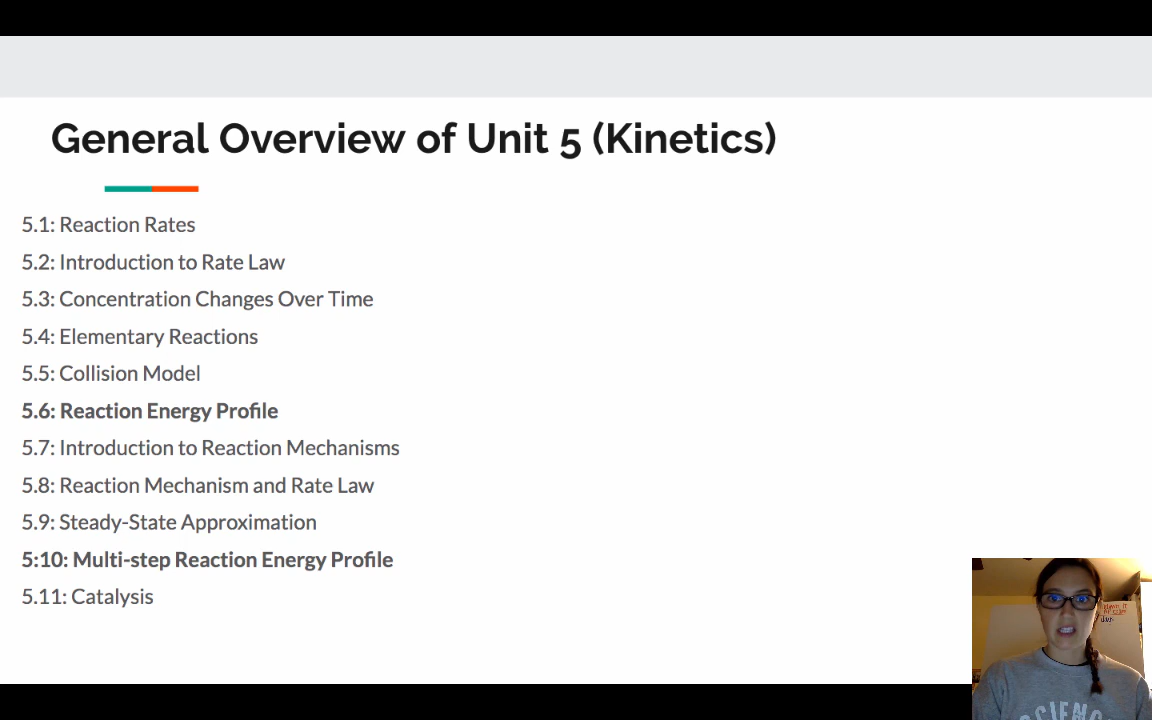 General Overview of Unit 5 (Kinetics)
5.1: Reaction Rates
5.2: Introduction to Rate Law
5.3: Concentration Changes Over Time
5.4: Elementary Reactions
5.5: Collision Model
5.6: Reaction Energy Profile
5.7: Introduction to Reaction Mechanisms
5.8: Reaction Mechanism and Rate Law
5.9: Steady-State Approximation
5:10: Multi-step Reaction Energy Profile
5.11: Catalysis
SCIENC